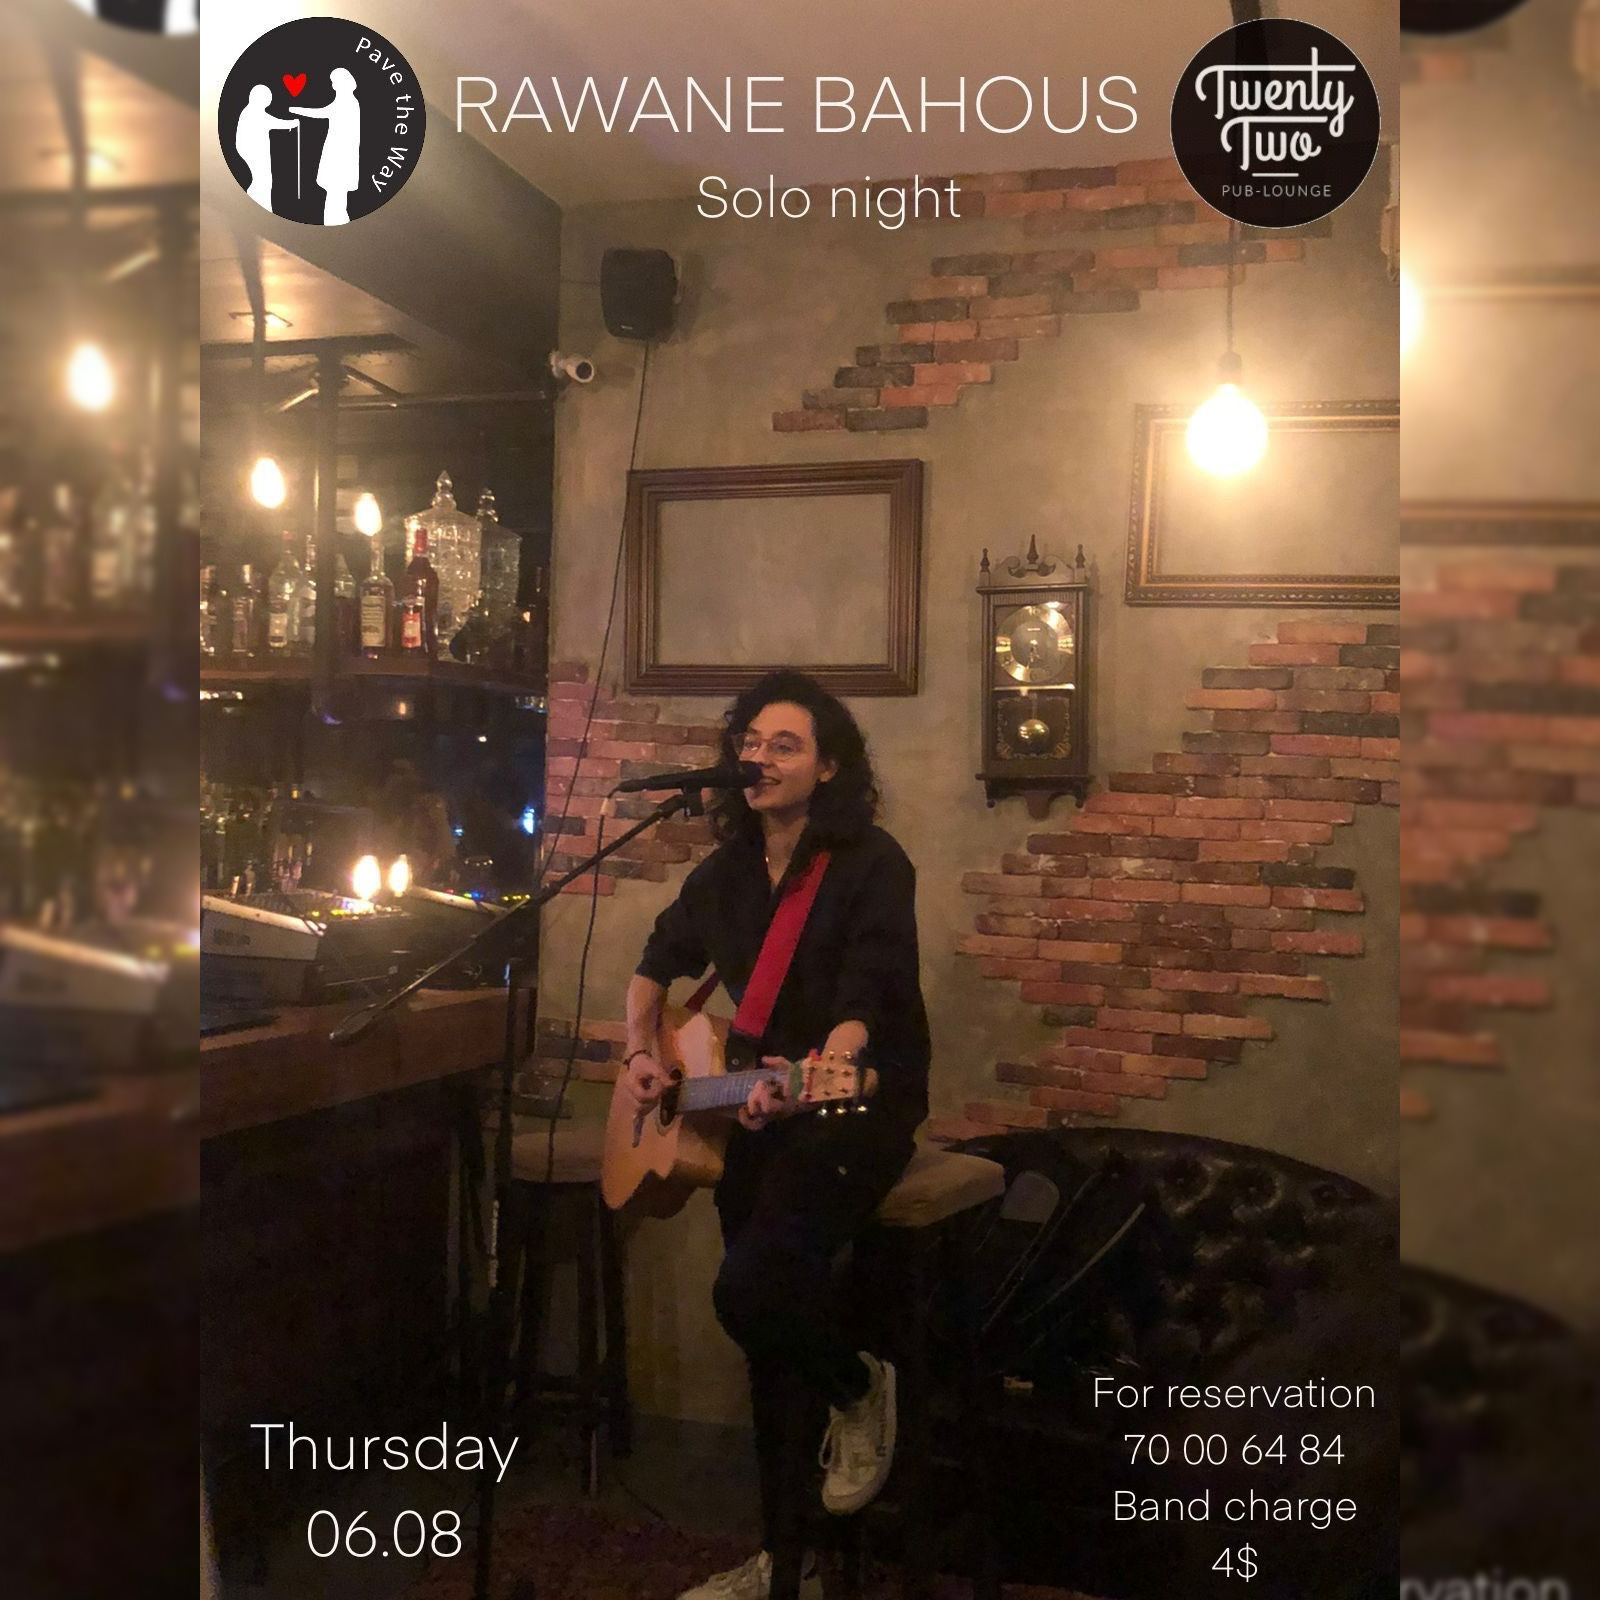 Pave the Way
RAWANE BAHOUS
Solo night
Twenty
Two
PUB-LOUNGE
Thursday
06.08
For reservation
70 00 64 84
Band charge
4$
rvation